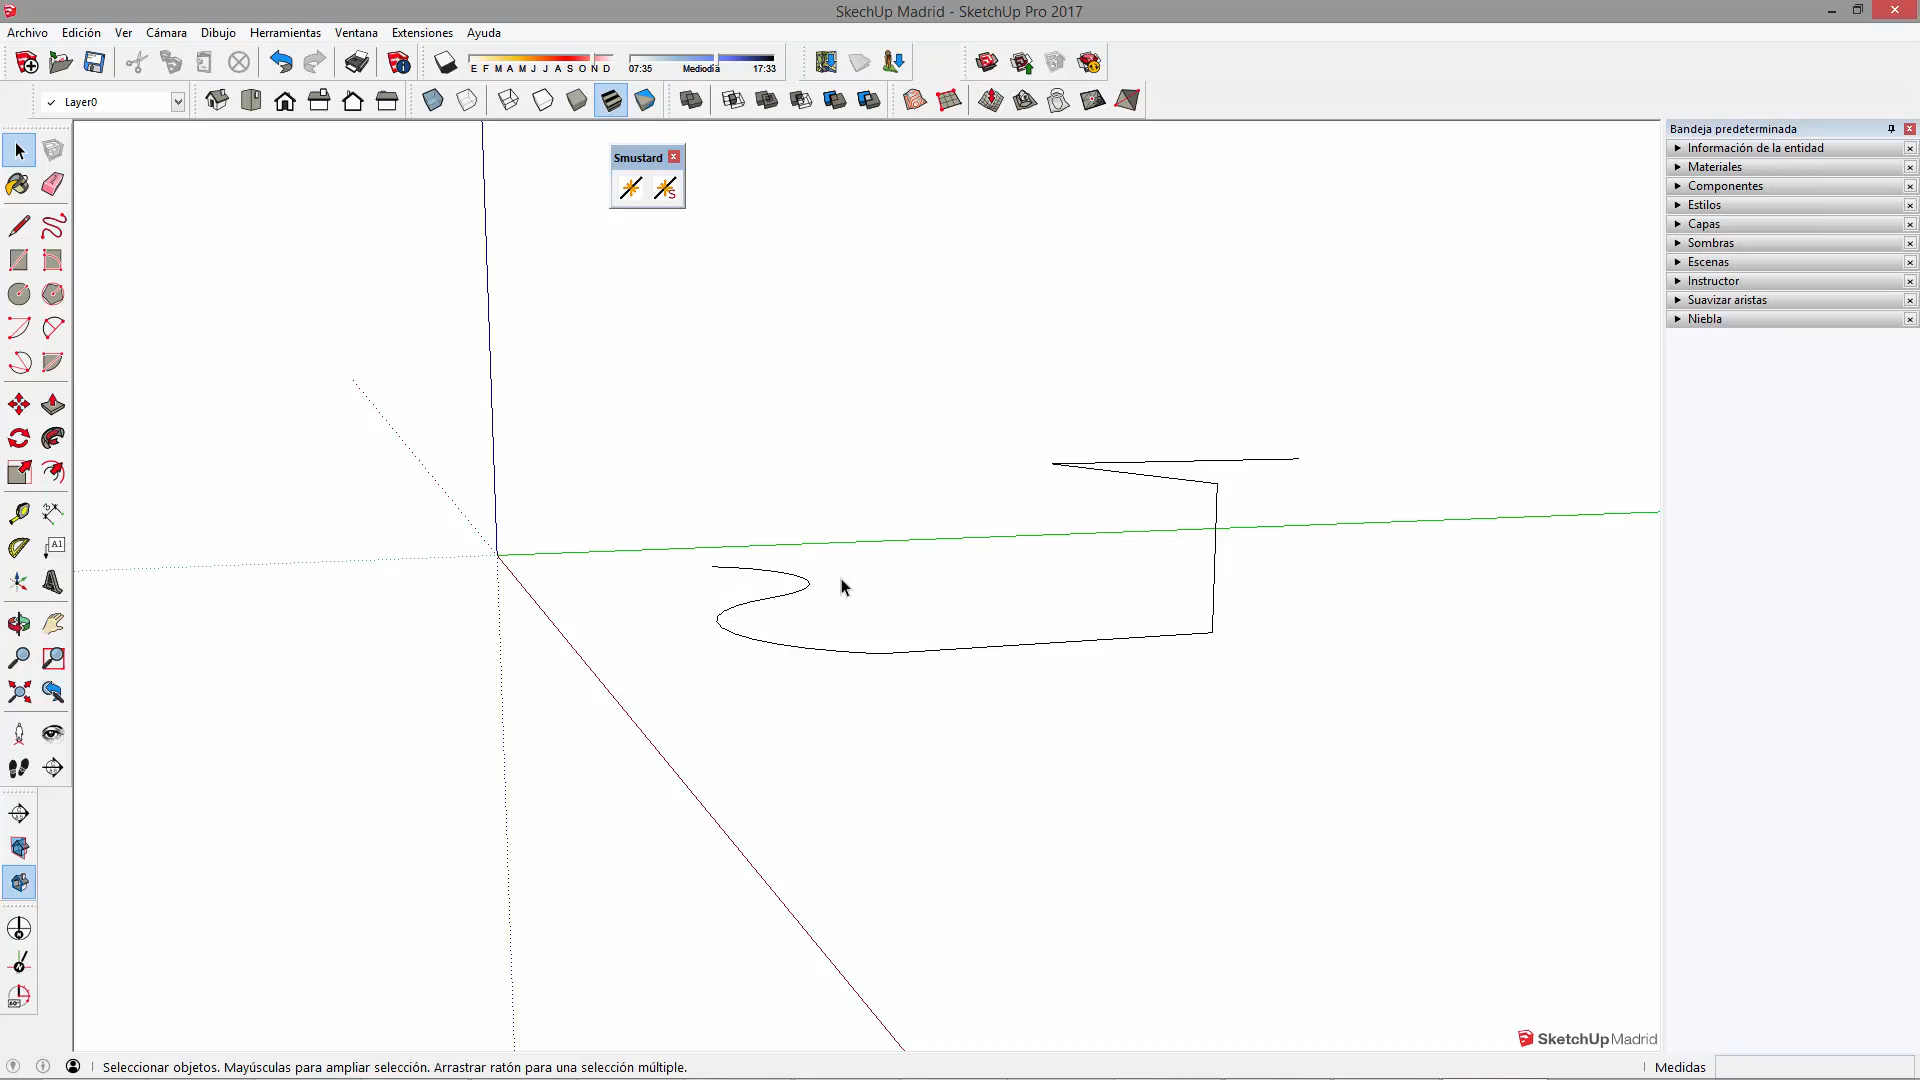 SkechUp Madrid - SketchUp Pro 2017
Archivo Edición Ver Cámara Dibujo Herramientas Ventana Extensiones Ayuda
E F M A M J J A S O N D
07:35 Mediodía 17:33
Layer0
Smustard
S
A1
Bandeja predeterminada
Información de la entidad
Materiales
Componentes
Estilos
Capas
Sombras
Escenas
Instructor
Suavizar aristas
Niebla
SketchUpMadrid
Seleccionar objetos. Mayúsculas para ampliar selección. Arrastrar ratón para una selección múltiple.
Medidas